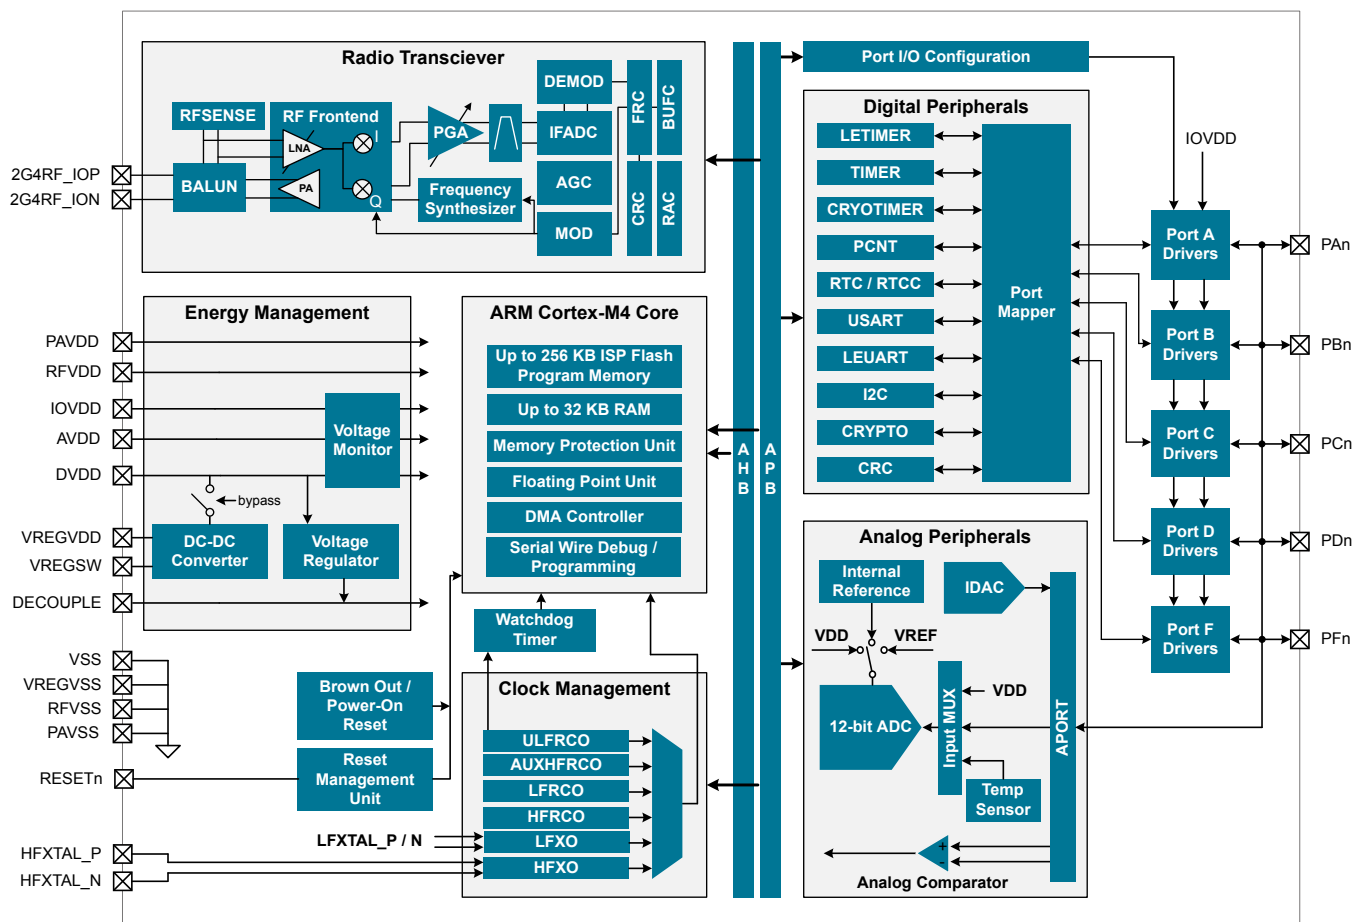 Radio Transciever
RFSENSE
RF Frontend
LNA
I
PA
Q
BALUN
PGA
DEMOD
IFADC
AGC
MOD
Frequency
Synthesizer
FRC
BUFC
CRC
RAC
2G4RF_IOP
2G4RF_ION
Energy Management
PAVDD
RFVDD
IOVDD
AVDD
DVDD
Voltage
Monitor
bypass
VREGVDD
VREGSW
DC-DC
Converter
Voltage
Regulator
DECOUPLE
VSS
VREGVSS
RFVSS
PAVSS
RESETn
HFXTAL_P
HFXTAL_N
ARM Cortex-M4 Core
Up to 256 KB ISP Flash
Program Memory
Up to 32 KB RAM
Memory Protection Unit
Floating Point Unit
DMA Controller
Serial Wire Debug /
Programming
Watchdog
Timer
Brown Out /
Power-On
Reset
Reset
Management
Unit
Clock Management
ULFRCO
AUXHFRCO
LFRCO
HFRCO
LFXO
HFXO
LFXTAL_P / N
AHB
APB
Port I/O Configuration
Digital Peripherals
LETIMER
TIMER
CRYOTIMER
PCNT
RTC / RTCC
USART
LEUART
I2C
CRYPTO
CRC
Port
Mapper
IOVDD
Port A
Drivers
Port B
Drivers
Port C
Drivers
Port D
Drivers
Port F
Drivers
PAn
PBn
PCn
PDn
PFn
Analog Peripherals
Internal
Reference
IDAC
VDD
VREF
12-bit ADC
Input MUX
VDD
APORT
Temp
Sensor
+
-
Analog Comparator